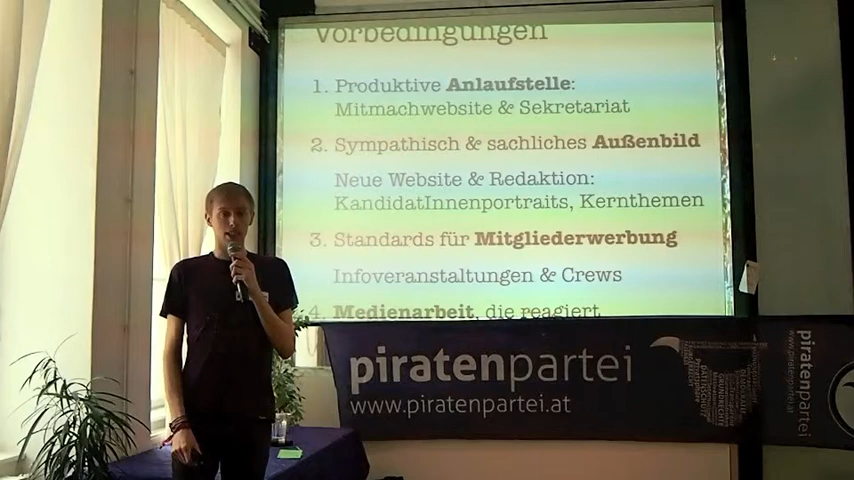 Vorbedingungen
1. Produktive Anlaufstelle:
Mitmachwebsite & Sekretariat
2. Sympathisch & sachliches Außenbild
Neue Website & Redaktion:
KandidatInnenportraits, Kernthemen
3. Standards für Mitgliederwerbung
Infoveranstaltungen & Crews
4. Medienarbeit, die reagiert
piratenpartei
www.piratenpartei.at
piratenpartei
www.piratenpartei.at